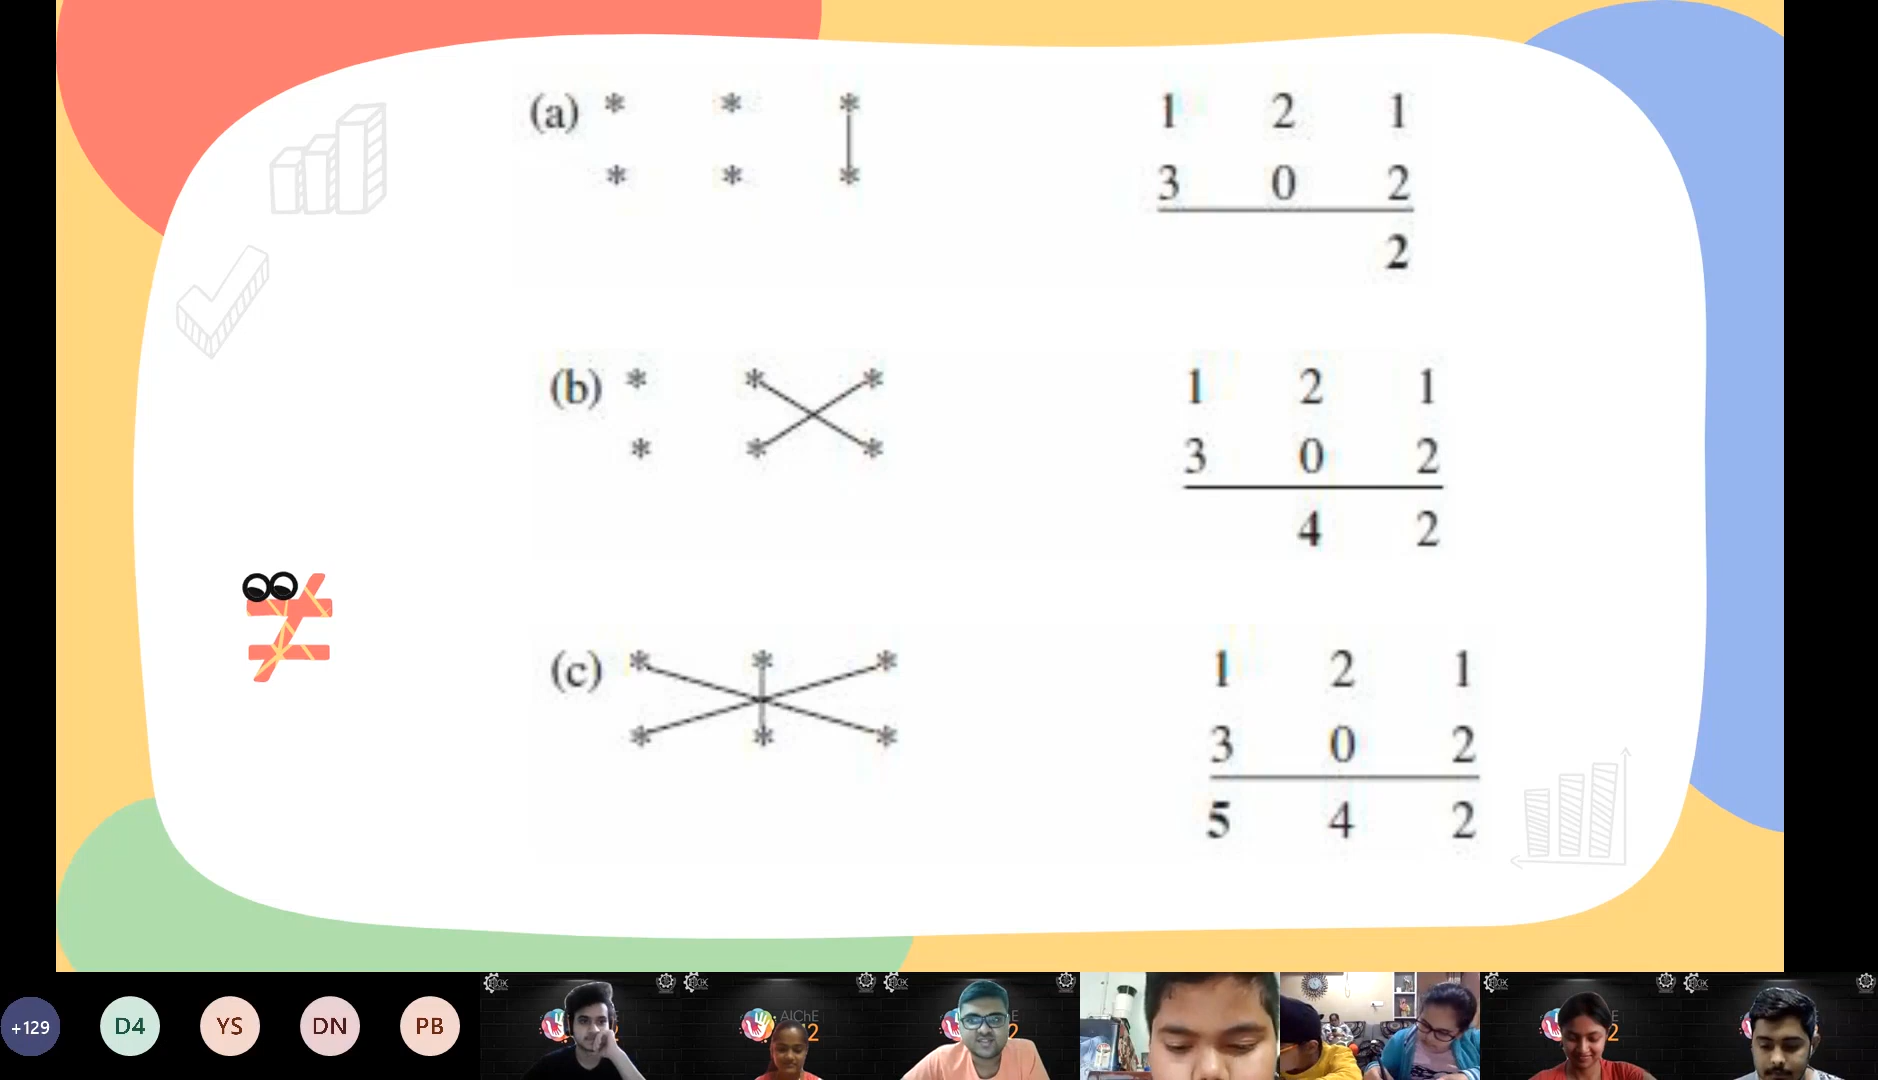 (a) * * * 1 2 1
* * * 3 0 2
2
(b) * * * 1 2 1
* * * 3 0 2
4 2
(c) * * * 1 2 1
* * * 3 0 2
5 4 2
+129 D4 YS DN PB
AIChE